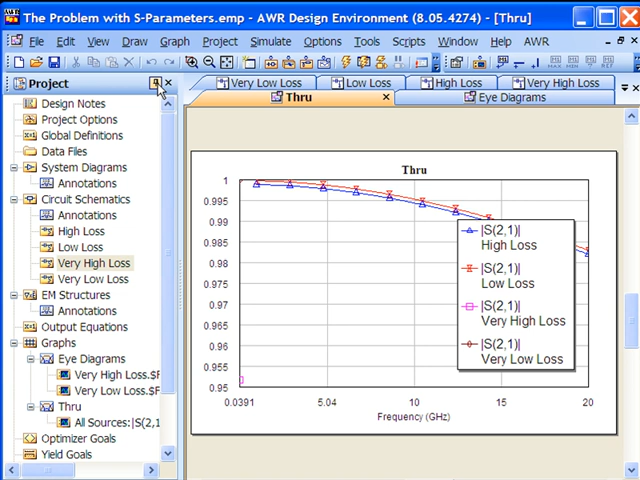 The Problem with S-Parameters.emp - AWR Design Environment (8.05.4274) - [Thru]
File Edit View Draw Graph Project Simulate Options Tools Scripts Window Help AWR
Project
Very Low Loss Low Loss High Loss Very High Loss
Thru Eye Diagrams
Design Notes
Project Options
Global Definitions
Data Files
System Diagrams
Annotations
Circuit Schematics
Annotations
High Loss
Low Loss
Very High Loss
Very Low Loss
EM Structures
Annotations
Output Equations
Graphs
Eye Diagrams
Very High Loss.$F
Very Low Loss.$F
Thru
All Sources:|S(2,1
Optimizer Goals
Yield Goals
Thru
1
0.995
0.99
0.985
0.98
0.975
0.97
0.965
0.96
0.955
0.95
0.0391 5.04 10 15 20
Frequency (GHz)
|S(2,1)|
High Loss
|S(2,1)|
Low Loss
|S(2,1)|
Very High Loss
|S(2,1)|
Very Low Loss